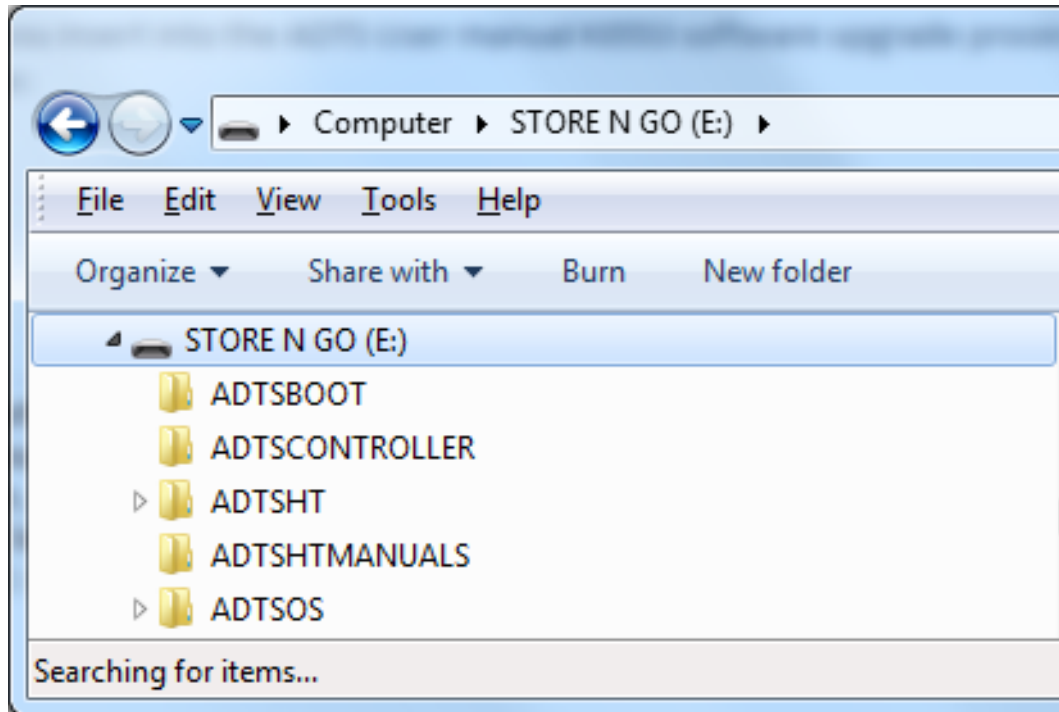 Computer STORE N GO (E:)
File Edit View Tools Help
Organize Share with Burn New folder
STORE N GO (E:)
ADTSBOOT
ADTSCONTROLLER
ADTSHT
ADTSHTMANUALS
ADTSOS
Searching for items...